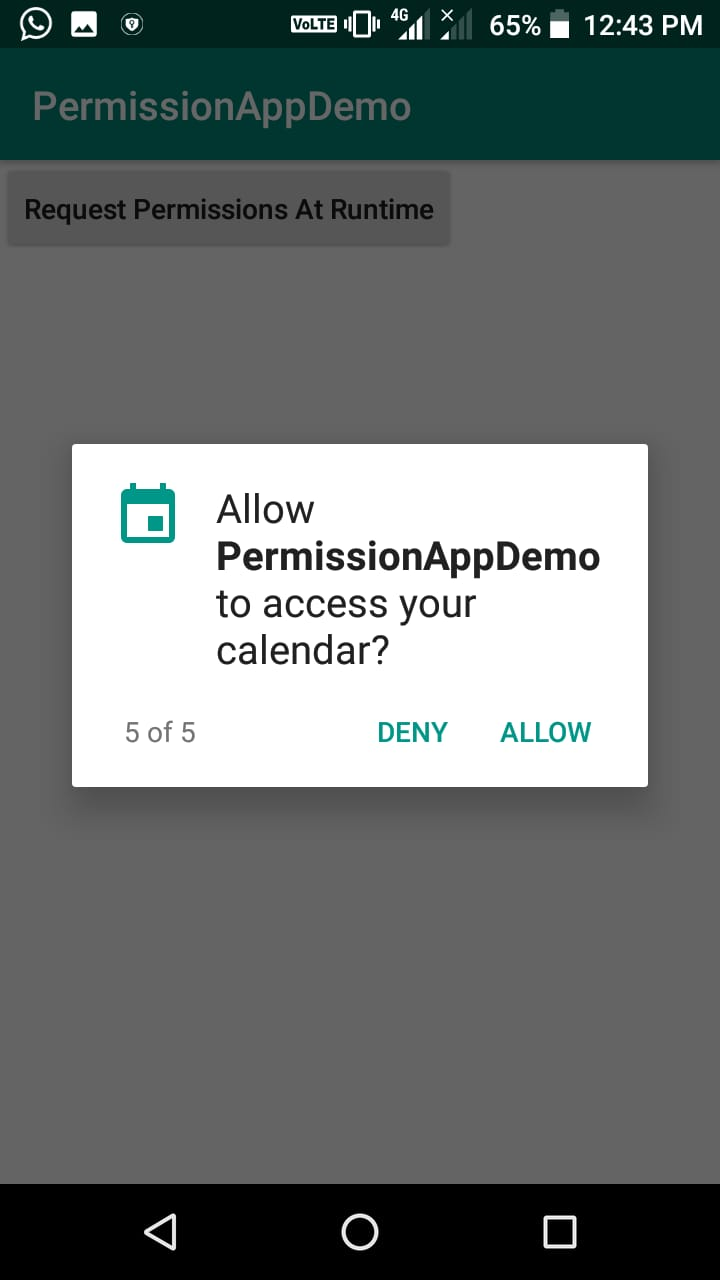 VoLTE 4G 65% 12:43 PM
PermissionAppDemo
Request Permissions At Runtime
Allow
PermissionAppDemo
to access your
calendar?
5 of 5 DENY ALLOW